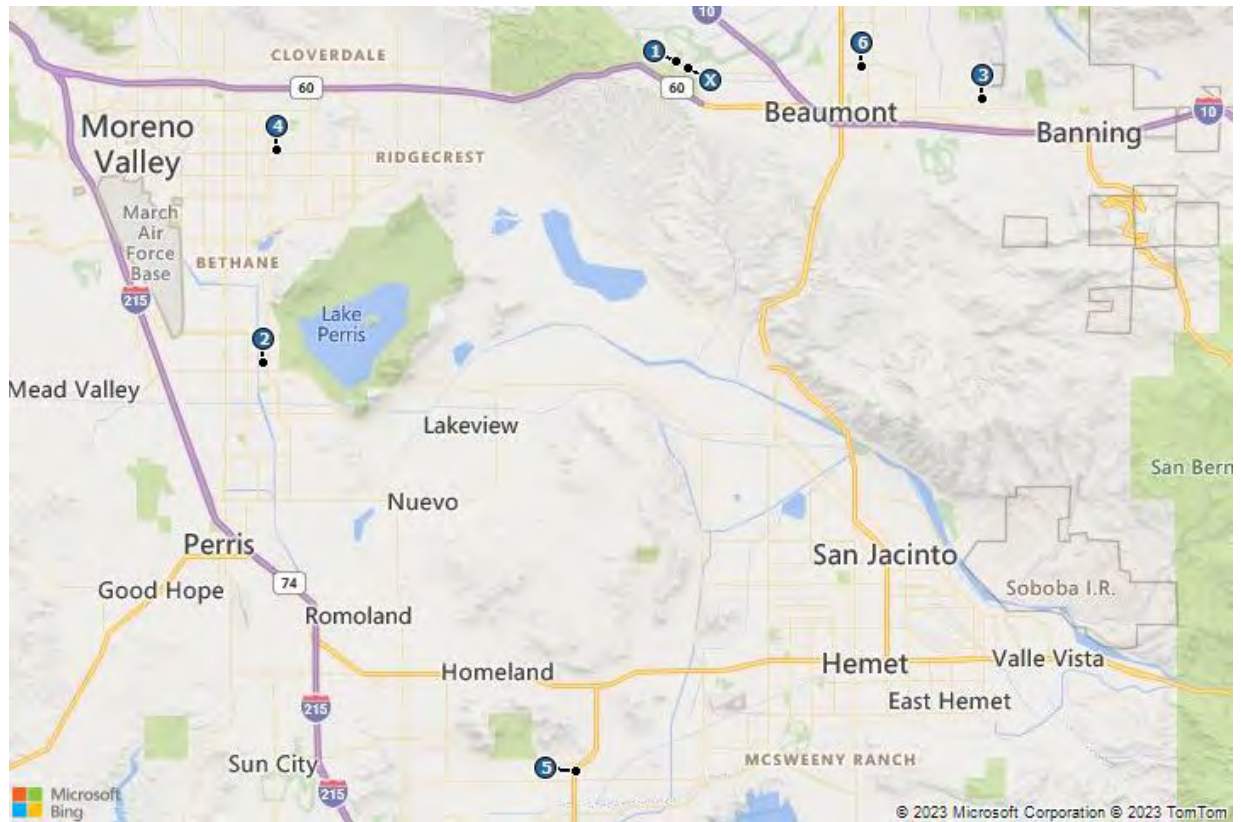 10
6
1
CLOVERDALE
X
3
60
60
Beaumont
10
4
Moreno
Valley
Banning
RIDGECREST
March
Air
Force
Base
BETHANE
215
Lake
Perris
2
Mead Valley
Lakeview
San Bern
Nuevo
Perris
San Jacinto
74
Good Hope
Soboba I.R.
Romoland
Homeland
Hemet
Valle Vista
East Hemet
215
Sun City
5
MCSWEENY RANCH
215
Microsoft
Bing
© 2023 Microsoft Corporation © 2023 TomTom